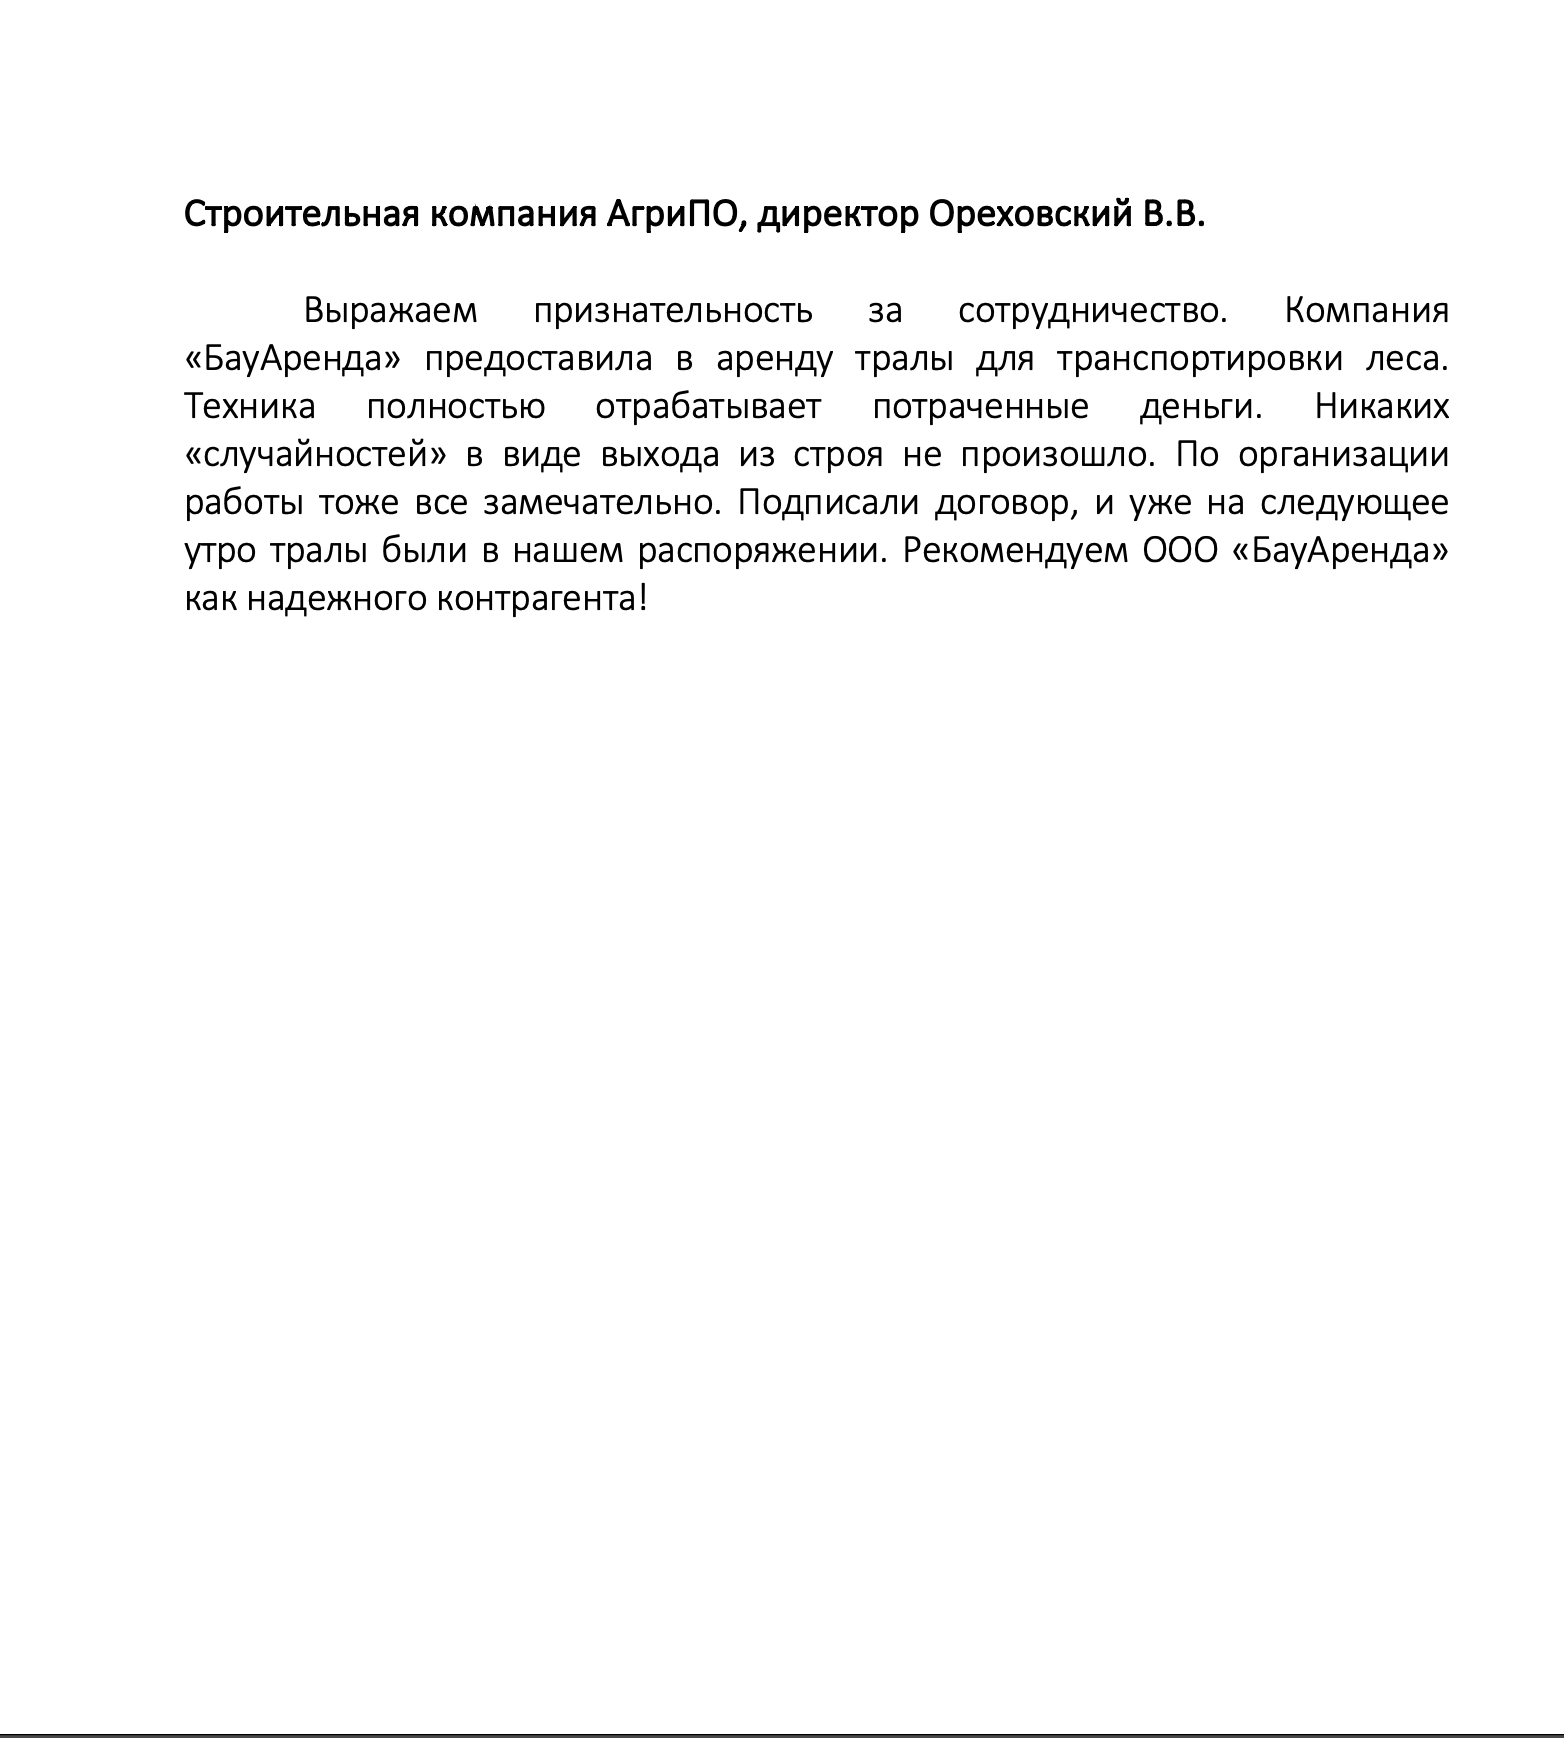 Строительная компания АгриПО, директор Ореховский В.В.
Выражаем признательность за сотрудничество. Компания
«БауАренда» предоставила в аренду тралы для транспортировки леса.
Техника полностью отрабатывает потраченные деньги. Никаких
«случайностей» в виде выхода из строя не произошло. По организации
работы тоже все замечательно. Подписали договор, и уже на следующее
утро тралы были в нашем распоряжении. Рекомендуем ООО «БауАренда»
как надежного контрагента!